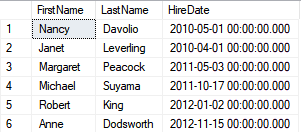 FirstName LastName HireDate
1 Nancy Davolio 2010-05-01 00:00:00.000
2 Janet Leverling 2010-04-01 00:00:00.000
3 Margaret Peacock 2011-05-03 00:00:00.000
4 Michael Suyama 2011-10-17 00:00:00.000
5 Robert King 2012-01-02 00:00:00.000
6 Anne Dodsworth 2012-11-15 00:00:00.000